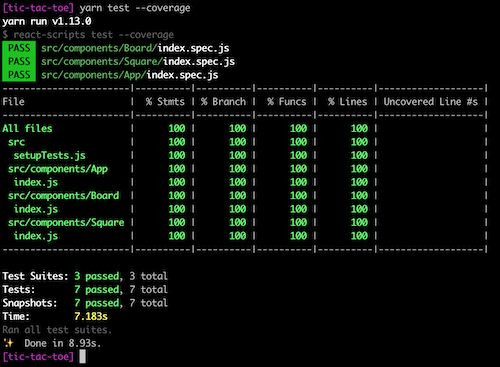 [tic-tac-toe] yarn test --coverage
yarn run v1.13.0
$ react-scripts test --coverage
PASS src/components/Board/index.spec.js
PASS src/components/Square/index.spec.js
PASS src/components/App/index.spec.js
----------------------|----------|----------|----------|----------|-------------------|
File                  |  % Stmts | % Branch |  % Funcs |  % Lines | Uncovered Line #s |
----------------------|----------|----------|----------|----------|-------------------|
All files             |      100 |      100 |      100 |      100 |                   |
 src                  |      100 |      100 |      100 |      100 |                   |
  setupTests.js       |      100 |      100 |      100 |      100 |                   |
 src/components/App   |      100 |      100 |      100 |      100 |                   |
  index.js            |      100 |      100 |      100 |      100 |                   |
 src/components/Board |      100 |      100 |      100 |      100 |                   |
  index.js            |      100 |      100 |      100 |      100 |                   |
 src/components/Square |      100 |      100 |      100 |      100 |                   |
  index.js            |      100 |      100 |      100 |      100 |                   |
----------------------|----------|----------|----------|----------|-------------------|
Test Suites: 3 passed, 3 total
Tests:       7 passed, 7 total
Snapshots:   7 passed, 7 total
Time:        7.183s
Ran all test suites.
✨  Done in 8.93s.
[tic-tac-toe]